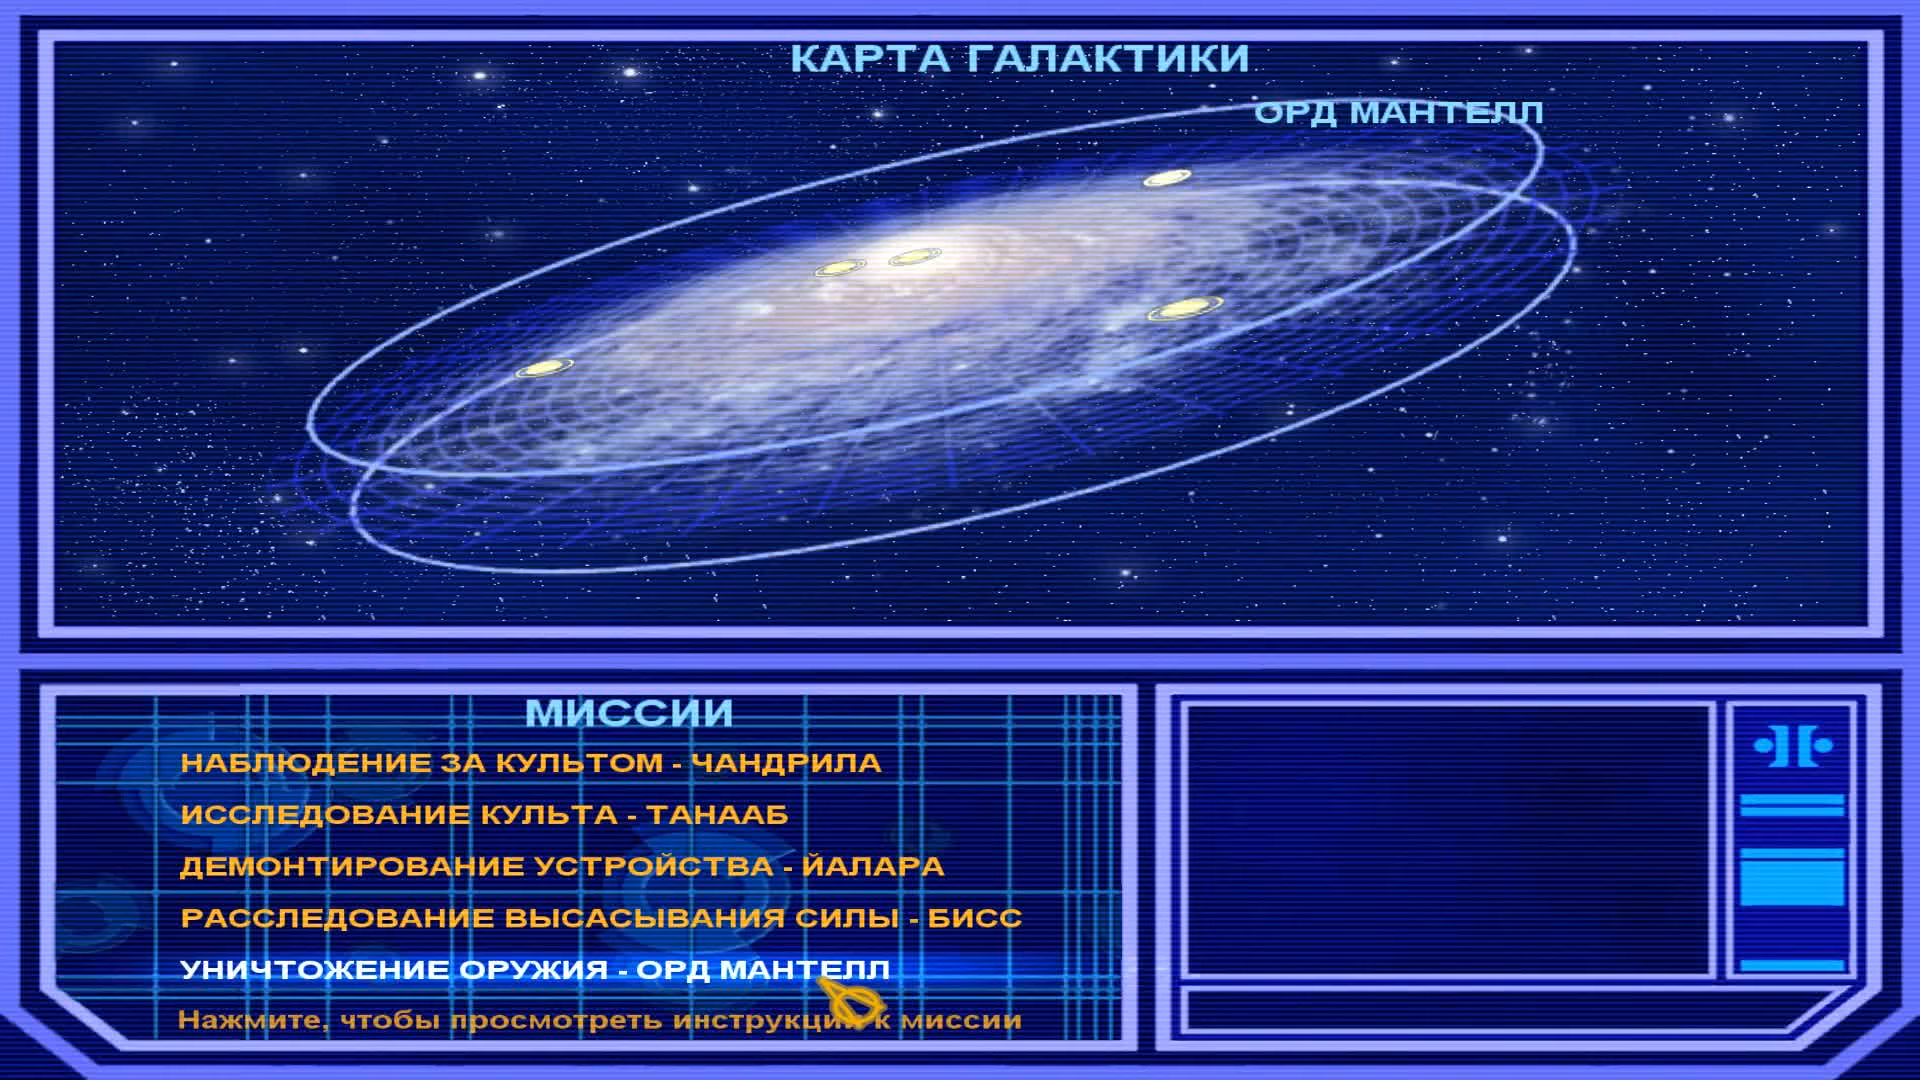 КАРТА ГАЛАКТИКИ
ОРД МАНТЕЛЛ
МИССИИ
НАБЛЮДЕНИЕ ЗА КУЛЬТОМ - ЧАНДРИЛА
ИССЛЕДОВАНИЕ КУЛЬТА - ТАНААБ
ДЕМОНТИРОВАНИЕ УСТРОЙСТВА - ЙАЛАРА
РАССЛЕДОВАНИЕ ВЫСАСЫВАНИЯ СИЛЫ - БИСС
УНИЧТОЖЕНИЕ ОРУЖИЯ - ОРД МАНТЕЛЛ
Нажмите, чтобы просмотреть инструкции к миссии